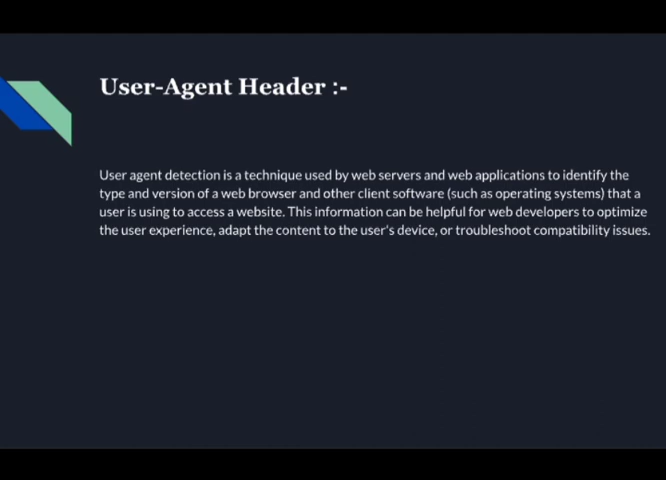 User-Agent Header :-
User agent detection is a technique used by web servers and web applications to identify the
type and version of a web browser and other client software (such as operating systems) that a
user is using to access a website. This information can be helpful for web developers to optimize
the user experience, adapt the content to the user's device, or troubleshoot compatibility issues.